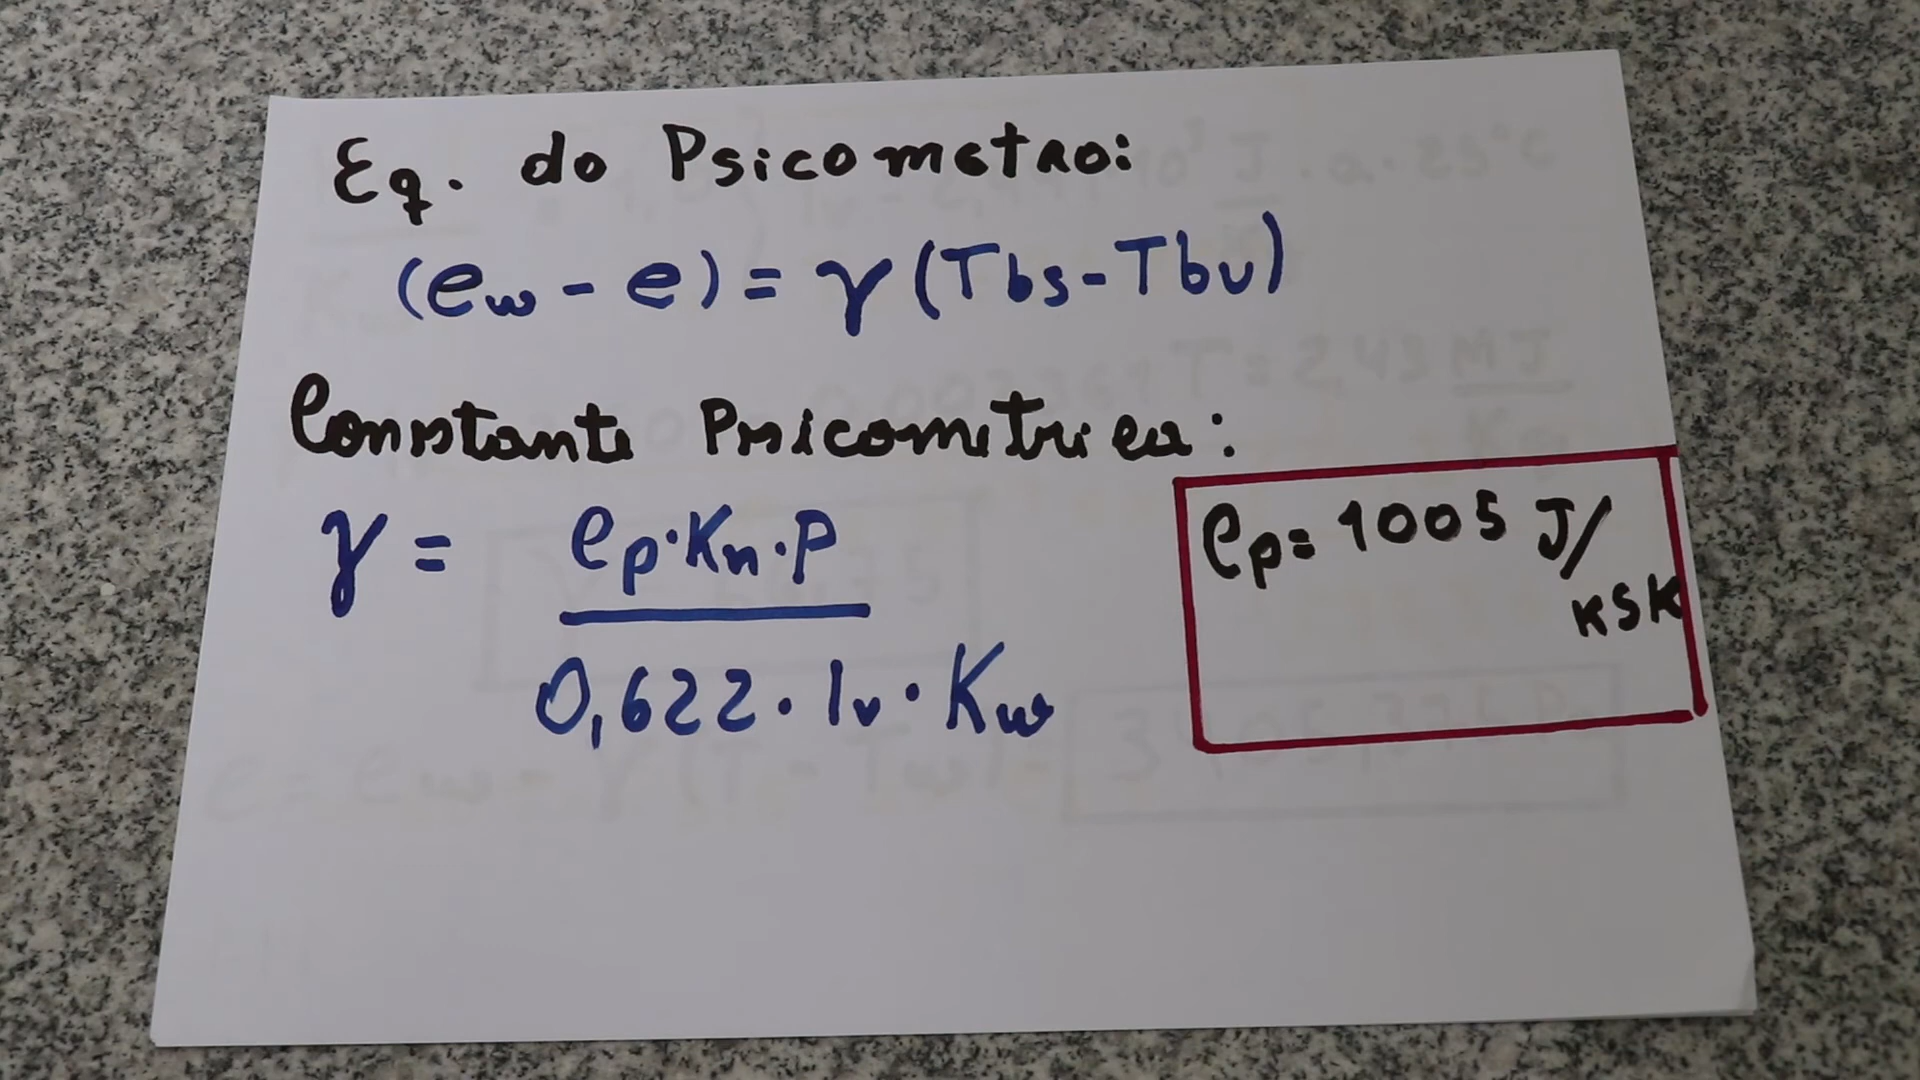 Eq. do Psicometro:
(ew - e) = γ (Tbs - Tbu)
Constante Psicometrica:
γ = Cp·Kh·P
0,622 · lv · Kw
Cp = 1005 J/
KgK